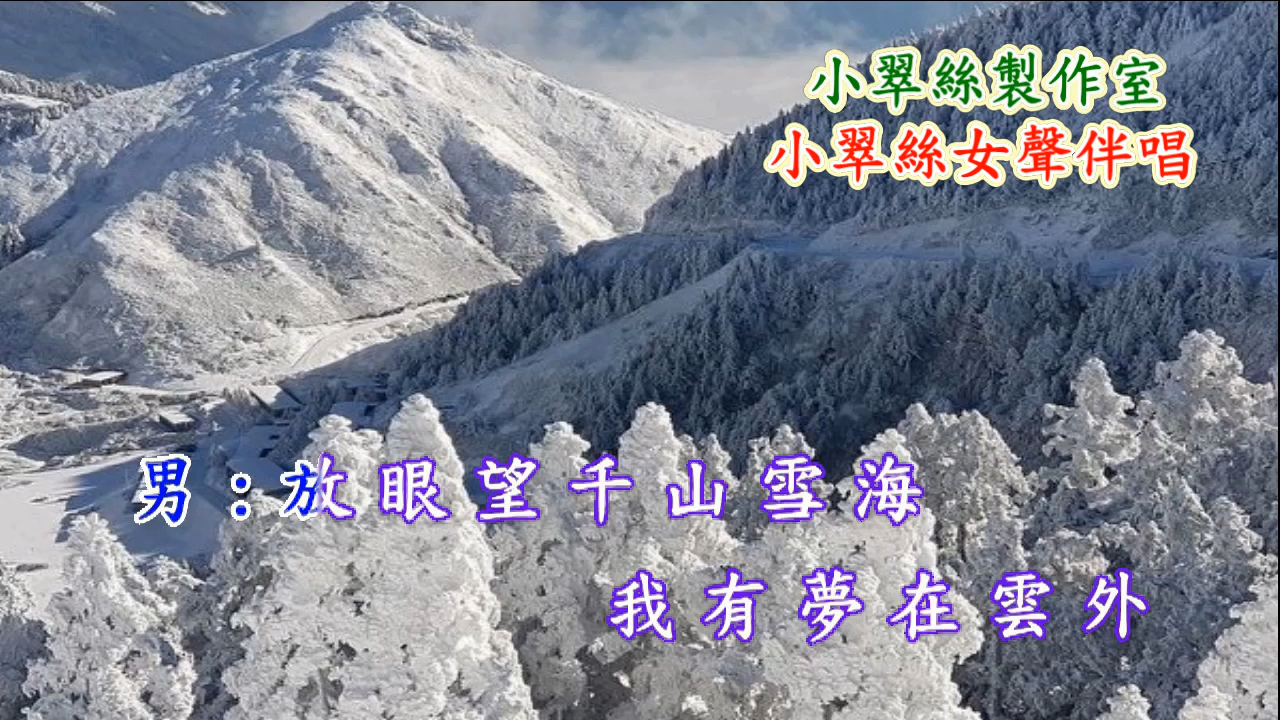 小翠絲製作室
小翠絲女聲伴唱
男：放眼望千山雪海
我有夢在雲外